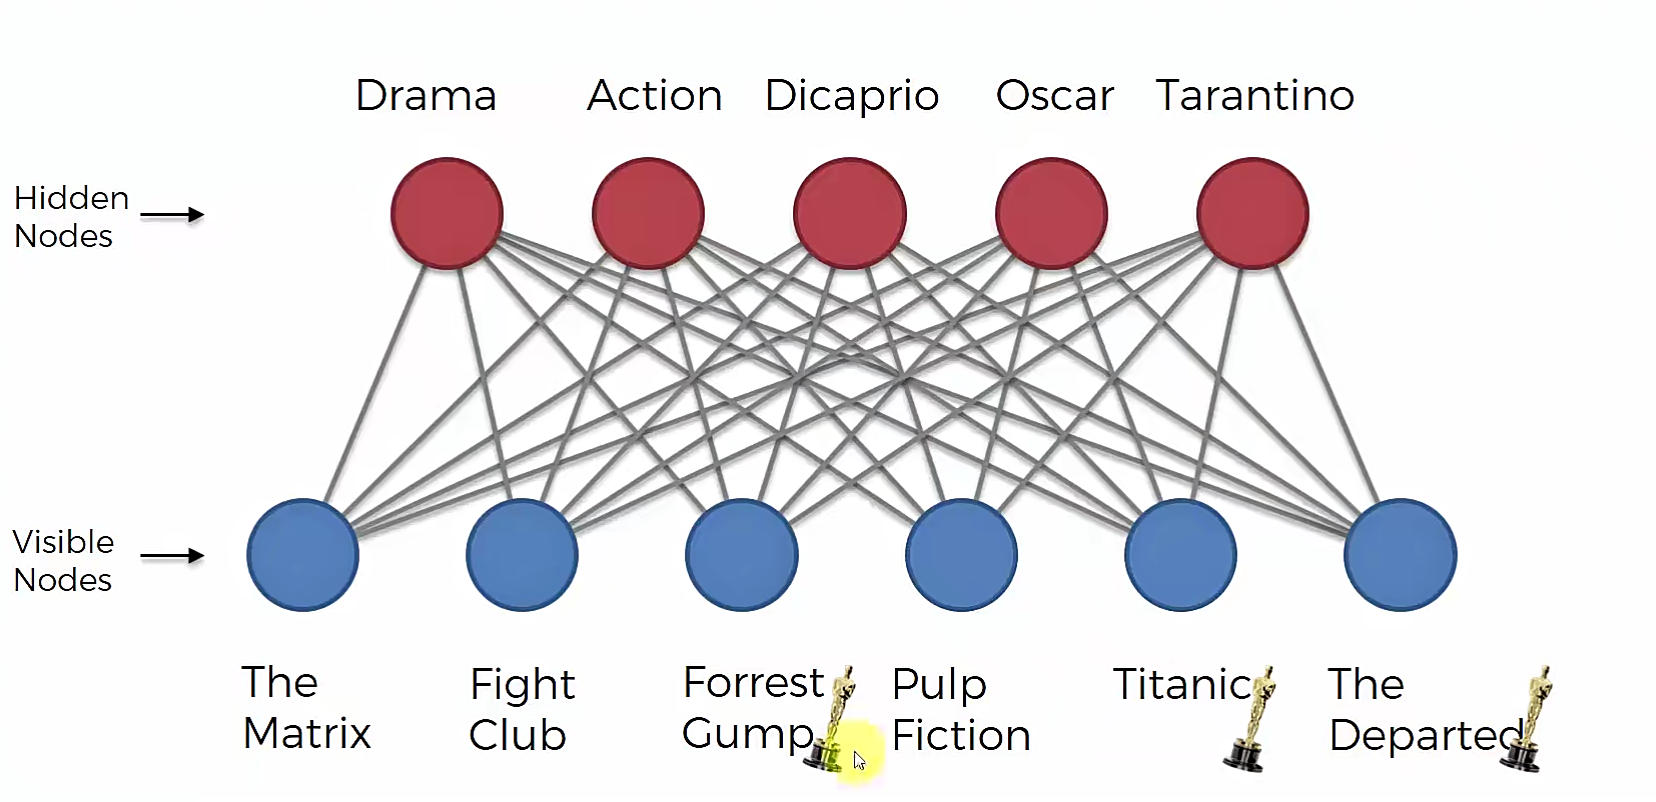 Drama Action Dicaprio Oscar Tarantino
Hidden
Nodes
Visible
Nodes
The
Matrix
Fight
Club
Forrest
Gump
Pulp
Fiction
Titanic
The
Departed